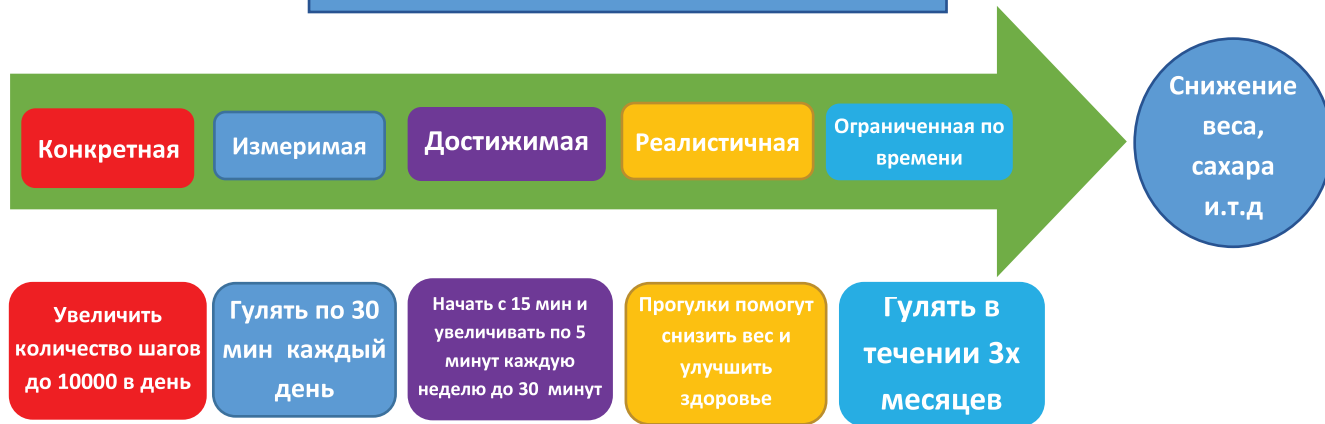 Конкретная
Измеримая
Достижимая
Реалистичная
Ограниченная по
времени
Снижение
веса,
сахара
и.т.д
Увеличить
количество шагов
до 10000 в день
Гулять по 30
мин каждый
день
Начать с 15 мин и
увеличивать по 5
минут каждую
неделю до 30 минут
Прогулки помогут
снизить вес и
улучшить
здоровье
Гулять в
течении 3х
месяцев